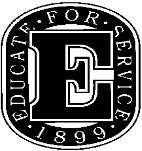 EDUCATE · FOR · SERVICE
E
· 1899 ·